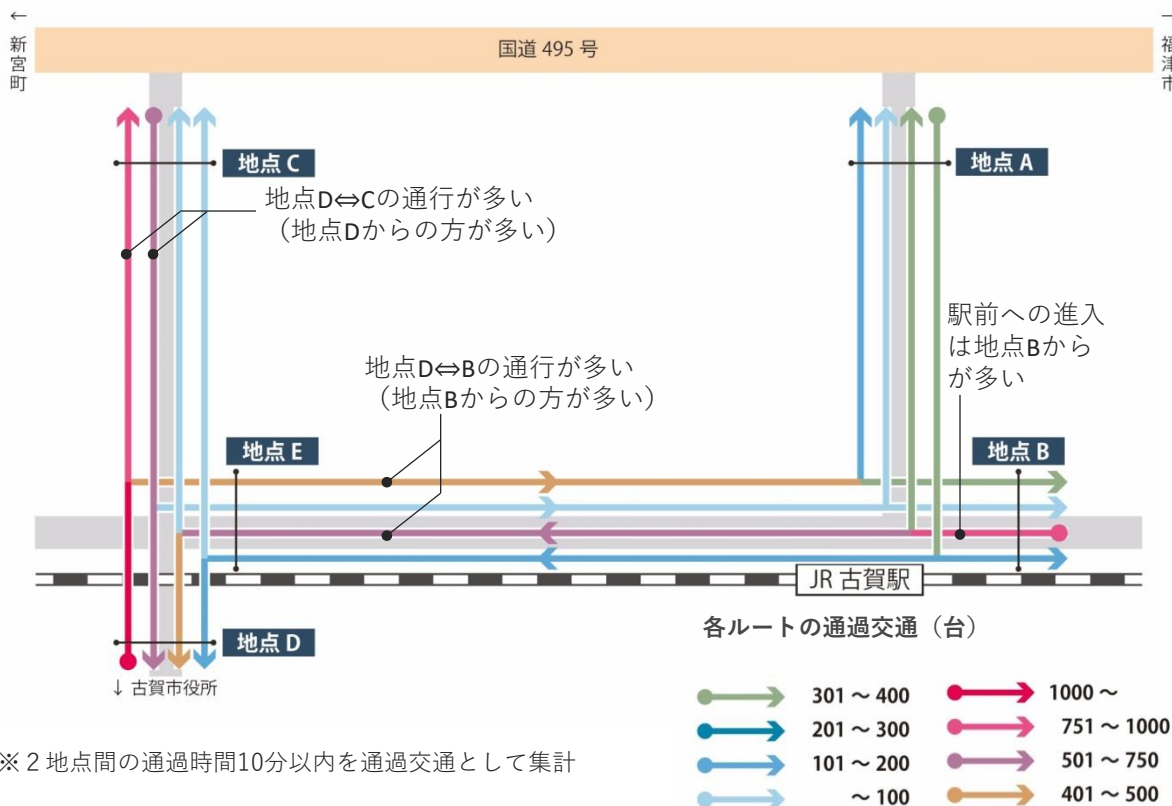 ←
新宮町
国道 495 号
→
福津市
地点 C
地点 A
地点D⇔Cの通行が多い
（地点Dからの方が多い）
駅前への進入
は地点Bから
が多い
地点D⇔Bの通行が多い
（地点Bからの方が多い）
地点 E
地点 B
JR 古賀駅
地点 D
各ルートの通過交通（台）
↓ 古賀市役所
301 ～ 400
1000 ～
201 ～ 300
751 ～ 1000
101 ～ 200
501 ～ 750
～ 100
401 ～ 500
※２地点間の通過時間10分以内を通過交通として集計